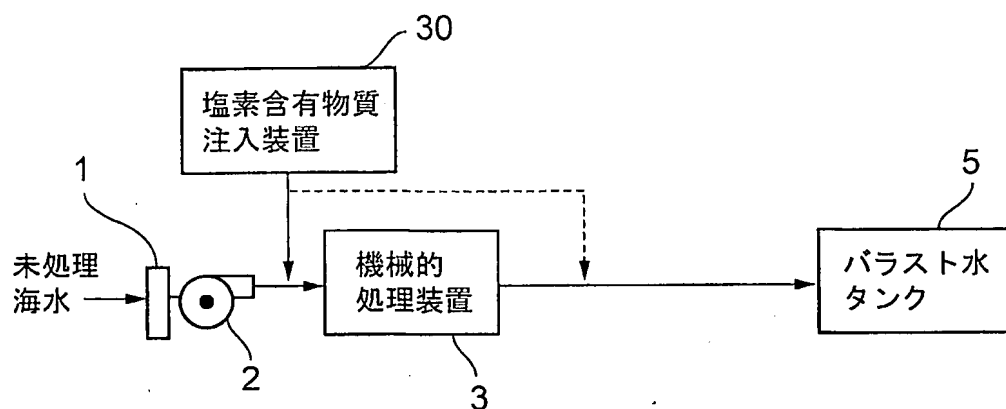 30
塩素含有物質
注入装置
1
5
未処理
海水
機械的
処理装置
バラスト水
タンク
2
3